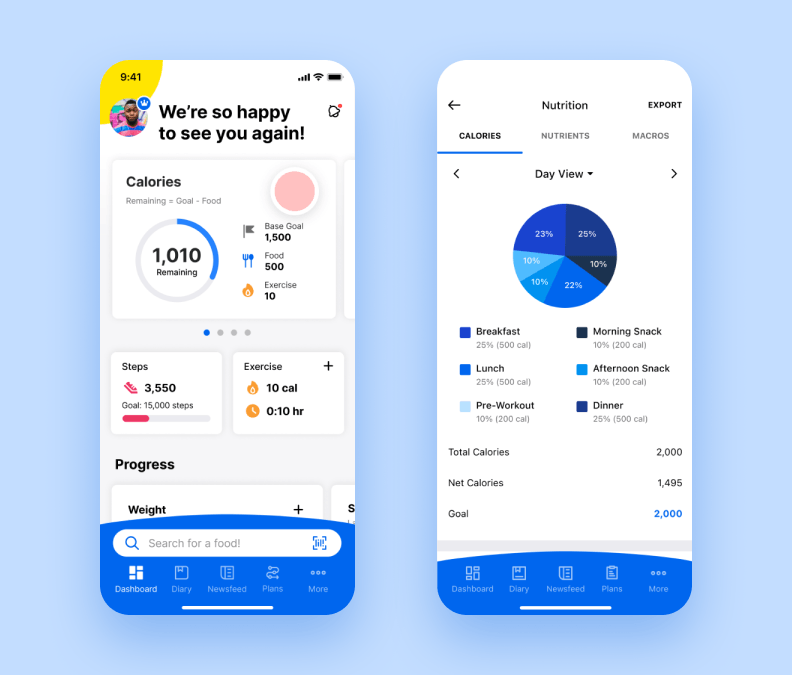 9:41
We're so happy
to see you again!
Calories
Remaining = Goal - Food
1,010
Remaining
Base Goal
1,500
Food
500
Exercise
10
Steps
3,550
Goal: 15,000 steps
Exercise
10 cal
0:10 hr
Progress
Weight
S
Search for a food!
Dashboard
Diary
Newsfeed
Plans
More
Nutrition
EXPORT
CALORIES
NUTRIENTS
MACROS
Day View
23%
25%
10%
10%
10%
22%
Breakfast
25% (500 cal)
Morning Snack
10% (200 cal)
Lunch
25% (500 cal)
Afternoon Snack
10% (200 cal)
Pre-Workout
10% (200 cal)
Dinner
25% (500 cal)
Total Calories 2,000
Net Calories 1,495
Goal 2,000
Dashboard
Diary
Newsfeed
Plans
More